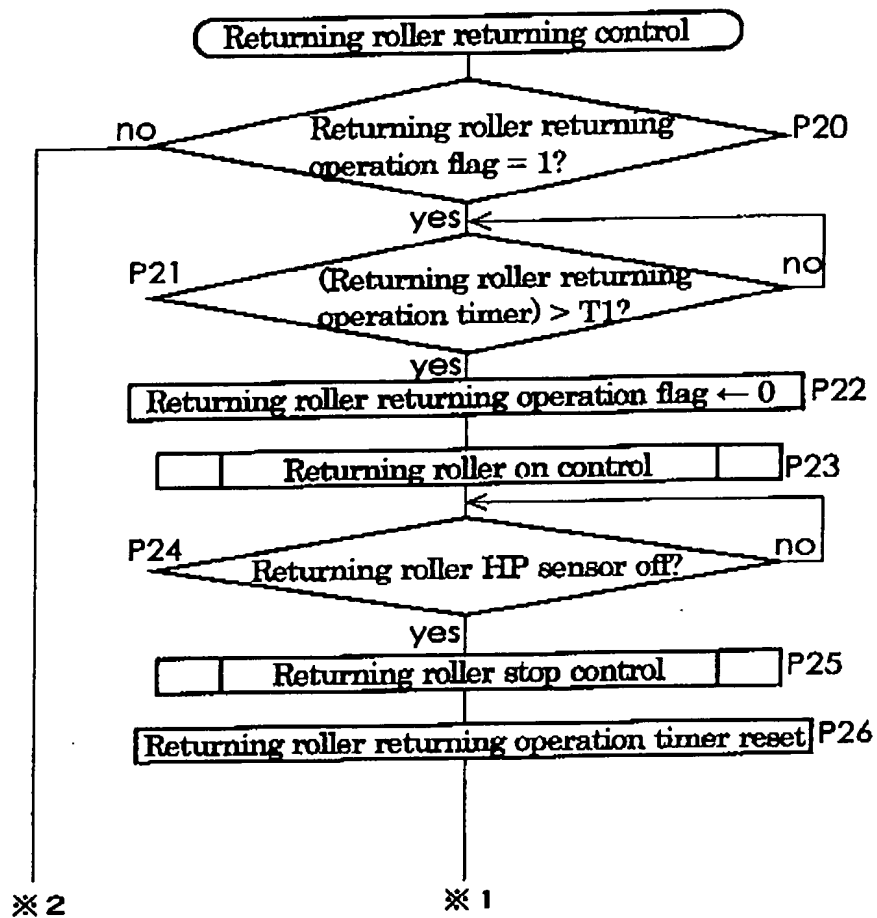 Returning roller returning control
no
Returning roller returning
operation flag = 1?
P20
yes
P21
(Returning roller returning
operation timer) > T1?
no
yes
Returning roller returning operation flag ← 0
P22
Returning roller on control
P23
P24
Returning roller HP sensor off?
no
yes
Returning roller stop control
P25
Returning roller returning operation timer reset
P26
※2
※1